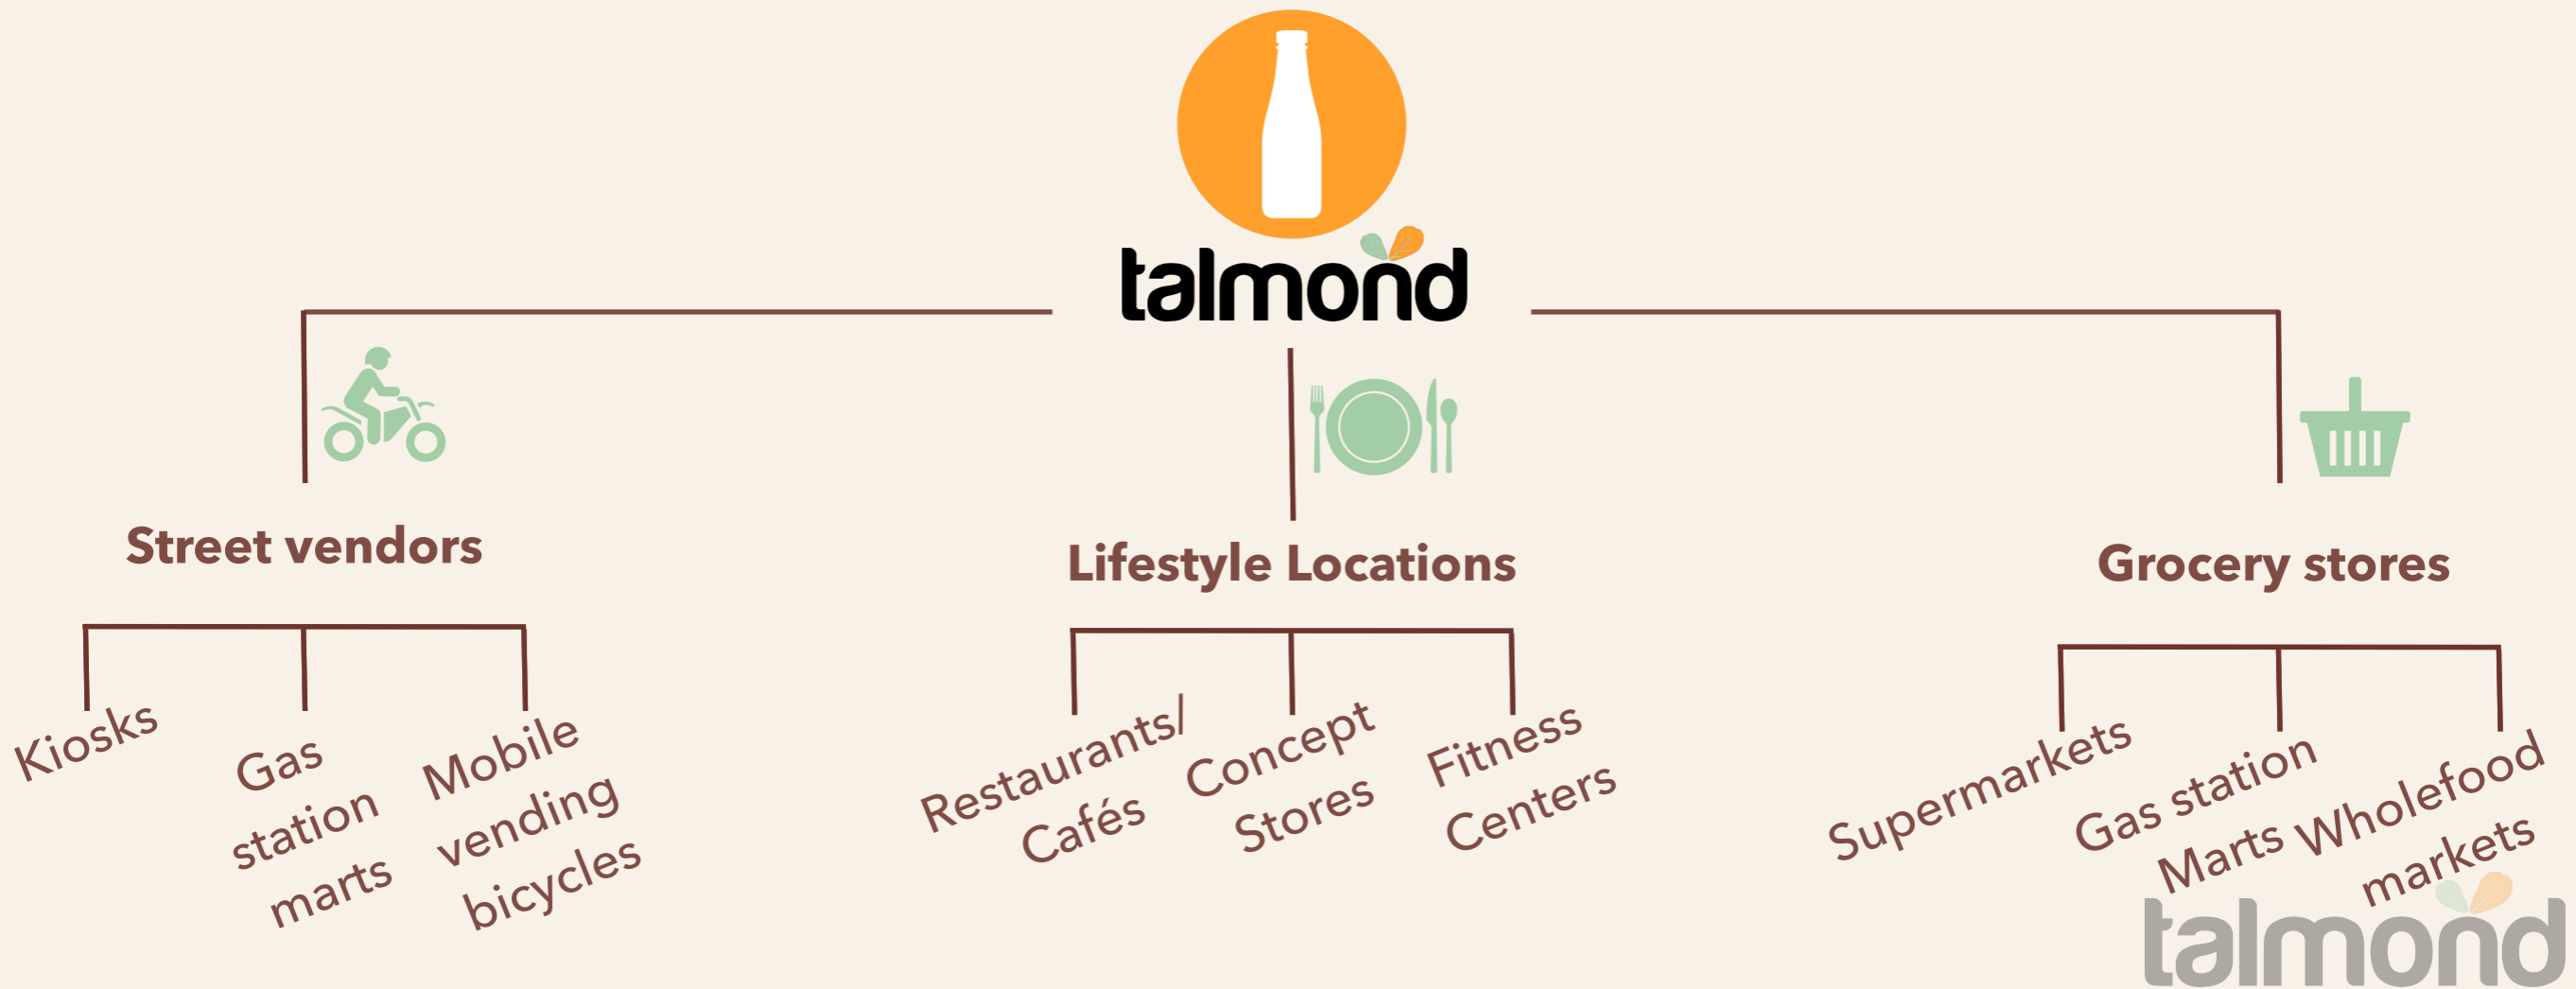 talmond
Street vendors
Kiosks
Gas
station
marts
Mobile
vending
bicycles
Lifestyle Locations
Restaurants/
Cafés
Concept
Stores
Fitness
Centers
Grocery stores
Supermarkets
Gas station
Marts
Wholefood
markets
talmond